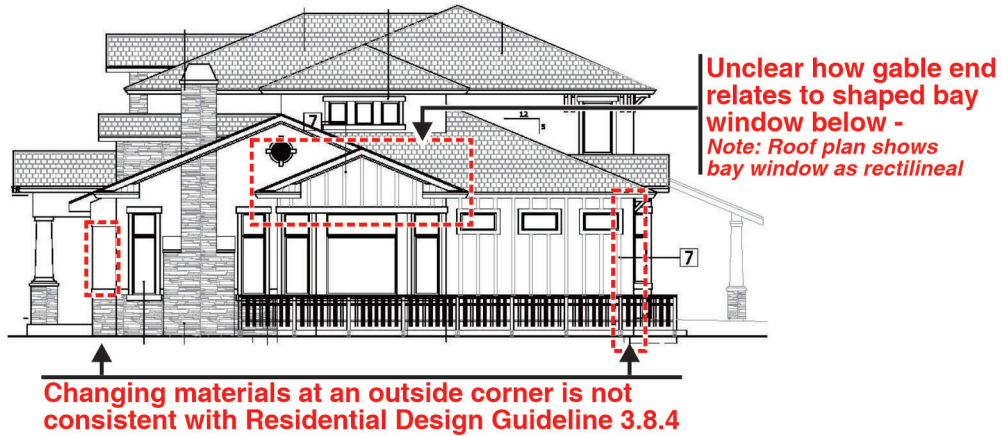 Unclear how gable end
relates to shaped bay
window below -
Note: Roof plan shows
bay window as rectilineal
7
12
5
7
Changing materials at an outside corner is not
consistent with Residential Design Guideline 3.8.4